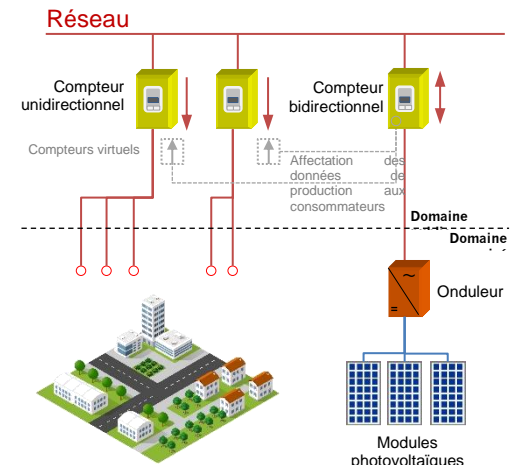 Réseau
Compteur
unidirectionnel
Compteur
bidirectionnel
Compteurs virtuels
Affectation des
données de
production aux
consommateurs
Domaine
Domaine
~
=
Onduleur
Modules
photovoltaïques